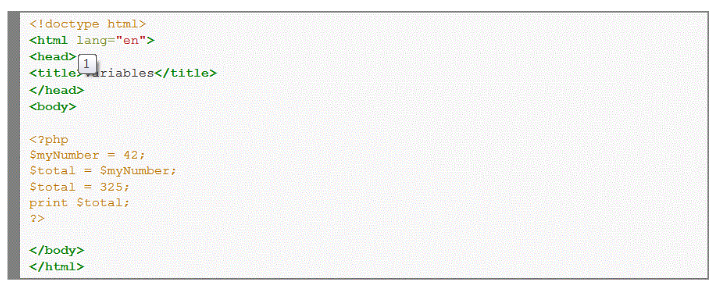 <!doctype html>
<html lang="en">
<head>
1
<title>Variables</title>
</head>
<body>
<?php
$myNumber = 42;
$total = $myNumber;
$total = 325;
print $total;
?>
</body>
</html>